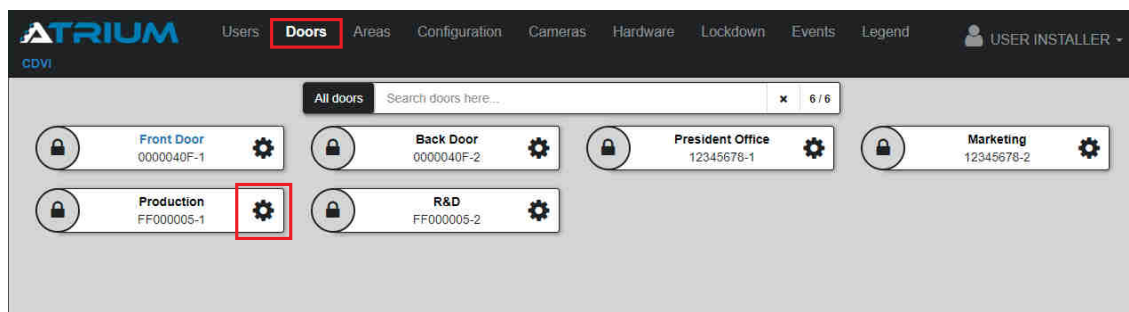 ATRIUM Users Doors Areas Configuration Cameras Hardware Lockdown Events Legend USER INSTALLER
CDVI
All doors Search doors here... × 6 / 6
Front Door
0000040F-1
Back Door
0000040F-2
President Office
12345678-1
Marketing
12345678-2
Production
FF000005-1
R&D
FF000005-2